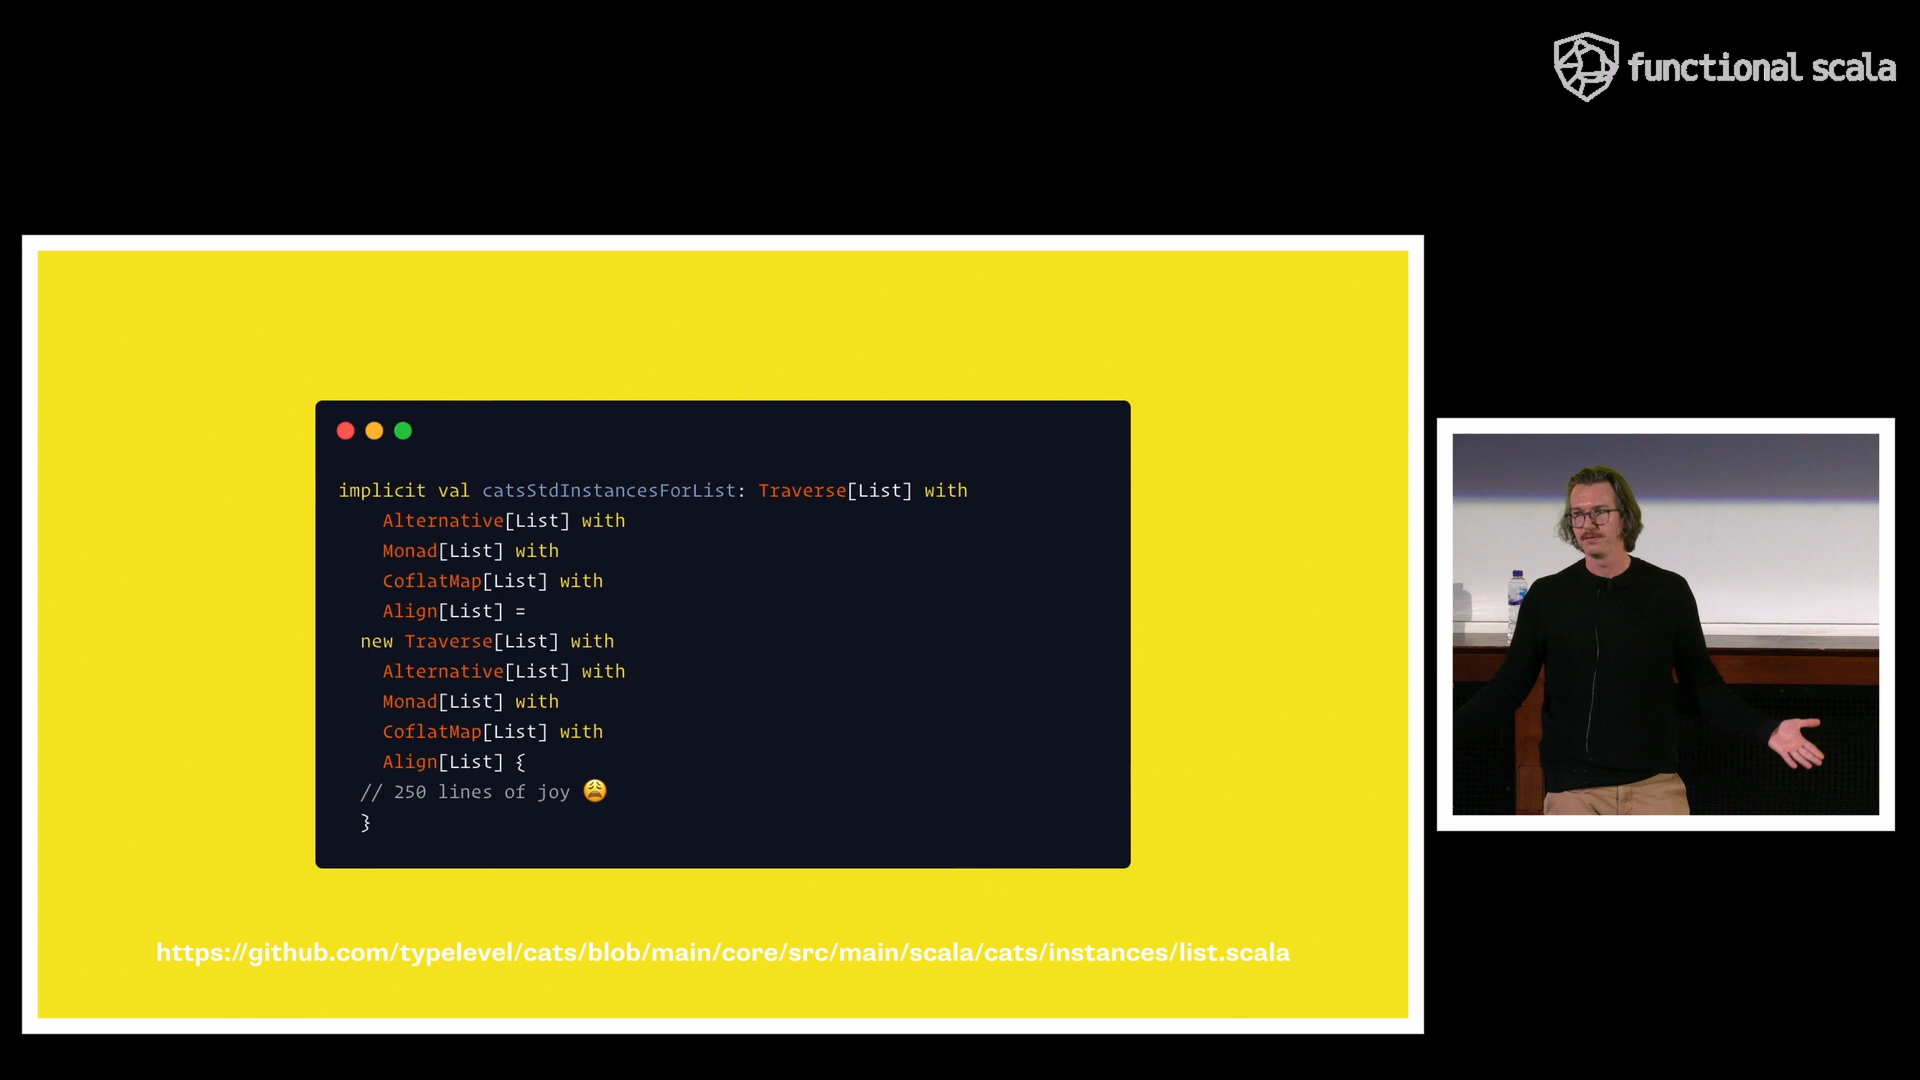 functional scala
implicit val catsStdInstancesForList: Traverse[List] with
Alternative[List] with
Monad[List] with
CoflatMap[List] with
Align[List] =
new Traverse[List] with
Alternative[List] with
Monad[List] with
CoflatMap[List] with
Align[List] {
// 250 lines of joy 😩
}
https://github.com/typelevel/cats/blob/main/core/src/main/scala/cats/instances/list.scala